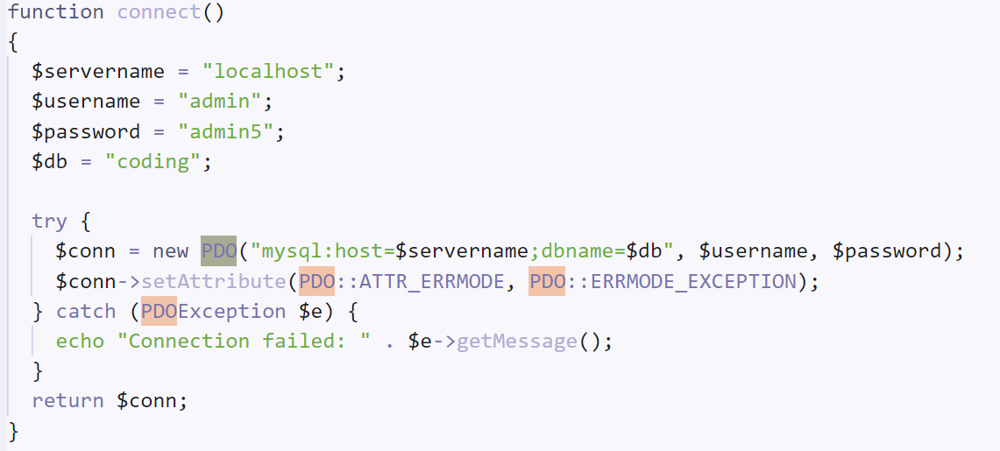 function connect()
{
  $servername = "localhost";
  $username = "admin";
  $password = "admin5";
  $db = "coding";

  try {
    $conn = new PDO("mysql:host=$servername;dbname=$db", $username, $password);
    $conn->setAttribute(PDO::ATTR_ERRMODE, PDO::ERRMODE_EXCEPTION);
  } catch (PDOException $e) {
    echo "Connection failed: " . $e->getMessage();
  }
  return $conn;
}